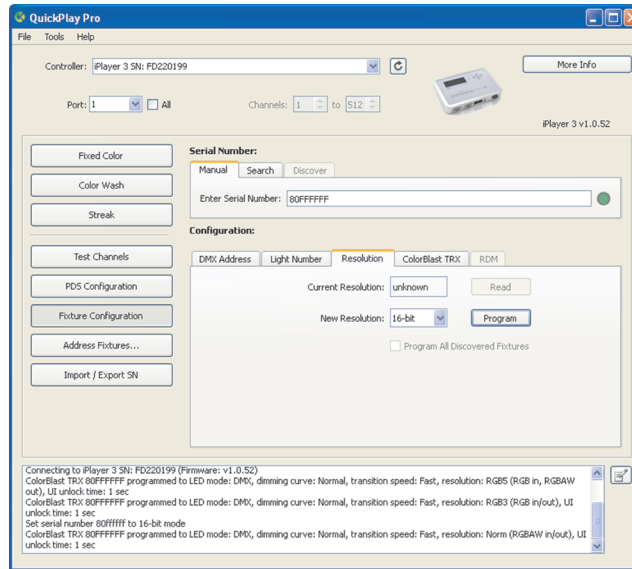 QuickPlay Pro
File Tools Help
Controller: iPlayer 3 SN: FD220199
More Info
Port: 1 All Channels: 1 to 512
iPlayer 3 v1.0.52
Fixed Color
Color Wash
Streak
Test Channels
PDS Configuration
Fixture Configuration
Address Fixtures...
Import / Export SN
Serial Number:
Manual Search Discover
Enter Serial Number: 80FFFFFF
Configuration:
DMX Address Light Number Resolution ColorBlast TRX RDM
Current Resolution: unknown Read
New Resolution: 16-bit Program
Program All Discovered Fixtures
Connecting to iPlayer 3 SN: FD220199 (Firmware: v1.0.52)
ColorBlast TRX 80FFFFFF programmed to LED mode: DMX, dimming curve: Normal, transition speed: Fast, resolution: RGB5 (RGB in, RGBAW
out), UI unlock time: 1 sec
ColorBlast TRX 80FFFFFF programmed to LED mode: DMX, dimming curve: Normal, transition speed: Fast, resolution: RGB3 (RGB in/out), UI
unlock time: 1 sec
Set serial number 80ffffff to 16-bit mode
ColorBlast TRX 80FFFFFF programmed to LED mode: DMX, dimming curve: Normal, transition speed: Fast, resolution: Norm (RGBAW in/out), UI
unlock time: 1 sec